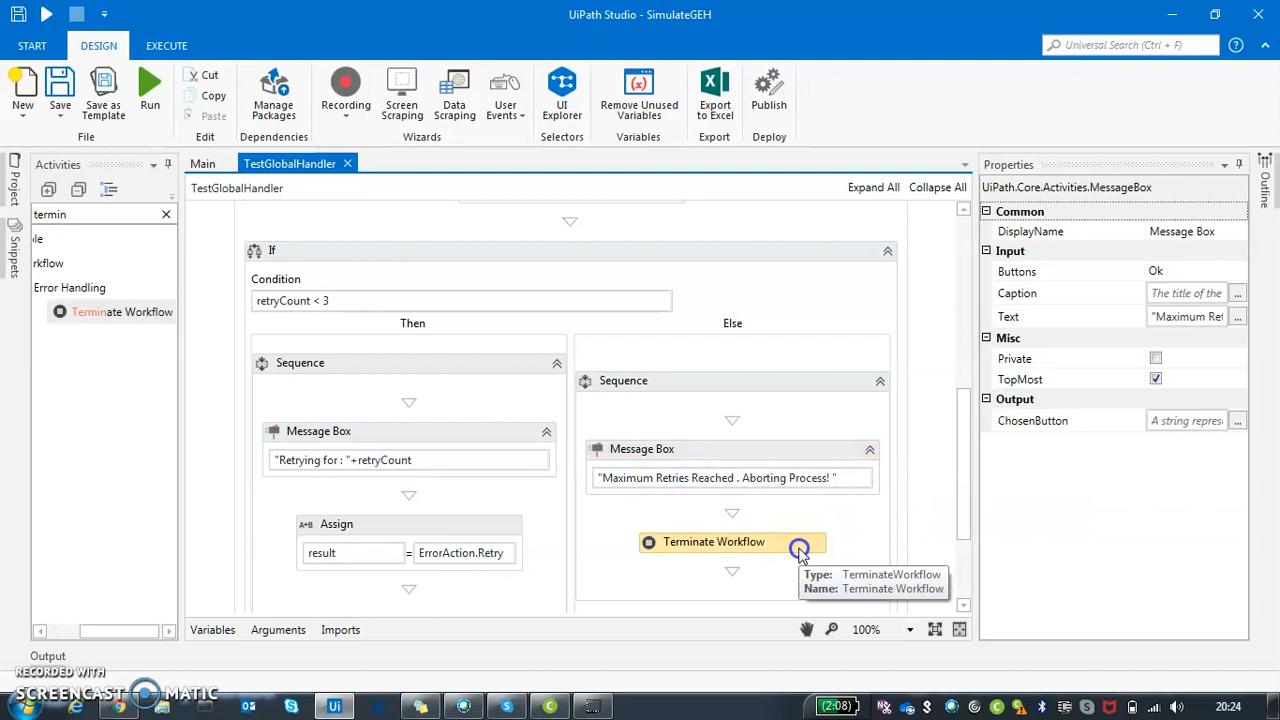 UiPath Studio - SimulateGEH
START
DESIGN
EXECUTE
Universal Search (Ctrl + F)
New
Save
Save as Template
Run
Cut
Copy
Paste
Manage Packages
Recording
Screen Scraping
Data Scraping
User Events
UI Explorer
Remove Unused Variables
Export to Excel
Publish
File
Edit
Dependencies
Wizards
Selectors
Variables
Export
Deploy
Project
Snippets
Activities
termin
le
rkflow
Error Handling
Terminate Workflow
Main
TestGlobalHandler
TestGlobalHandler
Expand All
Collapse All
If
Condition
retryCount < 3
Then
Else
Sequence
Sequence
Message Box
"Retrying for : "+retryCount
Message Box
"Maximum Retries Reached . Aborting Process! "
Assign
A+B
result
=
ErrorAction.Retry
Terminate Workflow
Type: TerminateWorkflow
Name: Terminate Workflow
Variables
Arguments
Imports
100%
Properties
Outline
UiPath.Core.Activities.MessageBox
Common
DisplayName Message Box
Input
Buttons Ok
Caption The title of the ...
Text "Maximum Ret ...
Misc
Private
TopMost
Output
ChosenButton A string repres ...
Output
RECORDED WITH
SCREENCAST MATIC
(2:08)
20:24